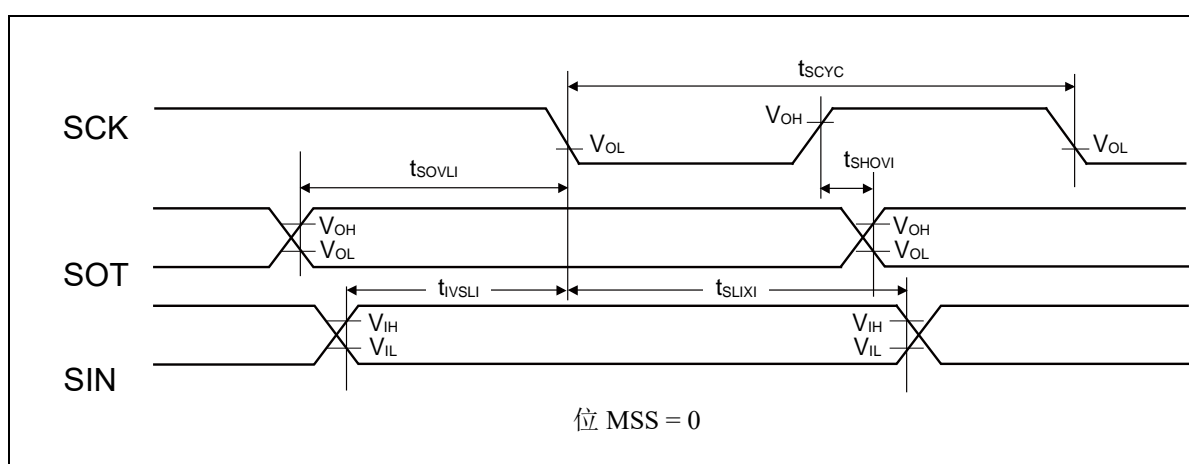 tSCYC
SCK
VOH
VOL
VOL
tSHOVI
tSOVLI
VOH
VOH
VOL
VOL
SOT
tIVSLI
tSLIXI
VIH
VIH
VIL
VIL
SIN
位 MSS = 0